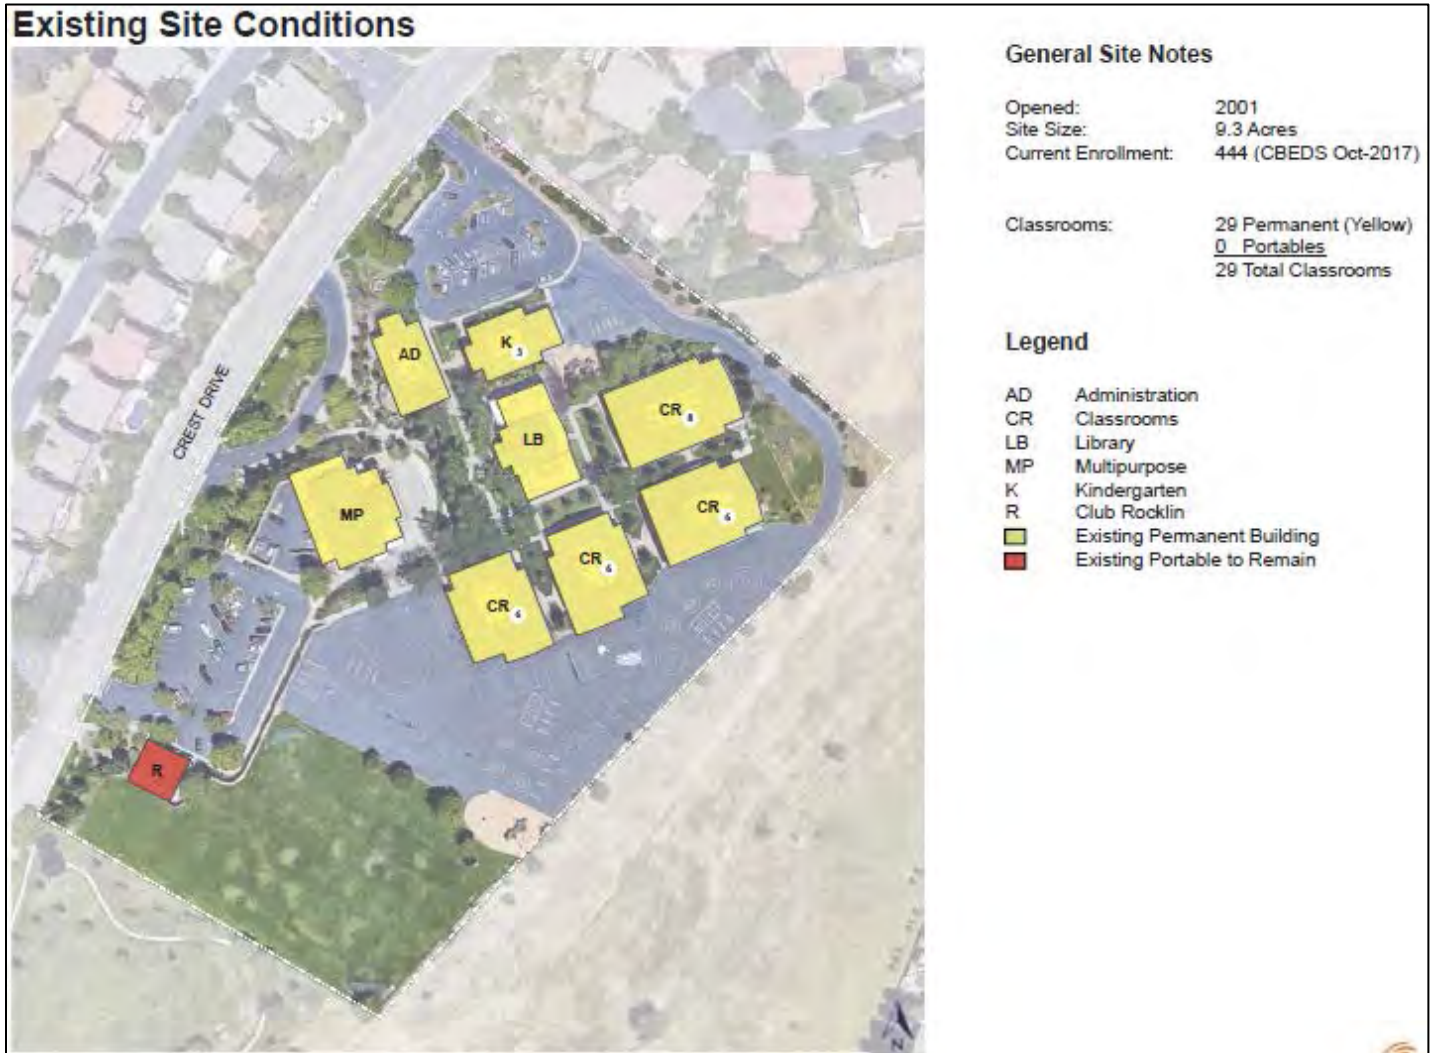 Existing Site Conditions
General Site Notes
Opened: 2001
Site Size: 9.3 Acres
Current Enrollment: 444 (CBEDS Oct-2017)
Classrooms: 29 Permanent (Yellow)
0 Portables
29 Total Classrooms
Legend
AD Administration
CR Classrooms
LB Library
MP Multipurpose
K Kindergarten
R Club Rocklin
Existing Permanent Building
Existing Portable to Remain
CREST DRIVE
AD
K 3
CR 8
LB
CR 6
MP
CR 6
CR 6
R
N